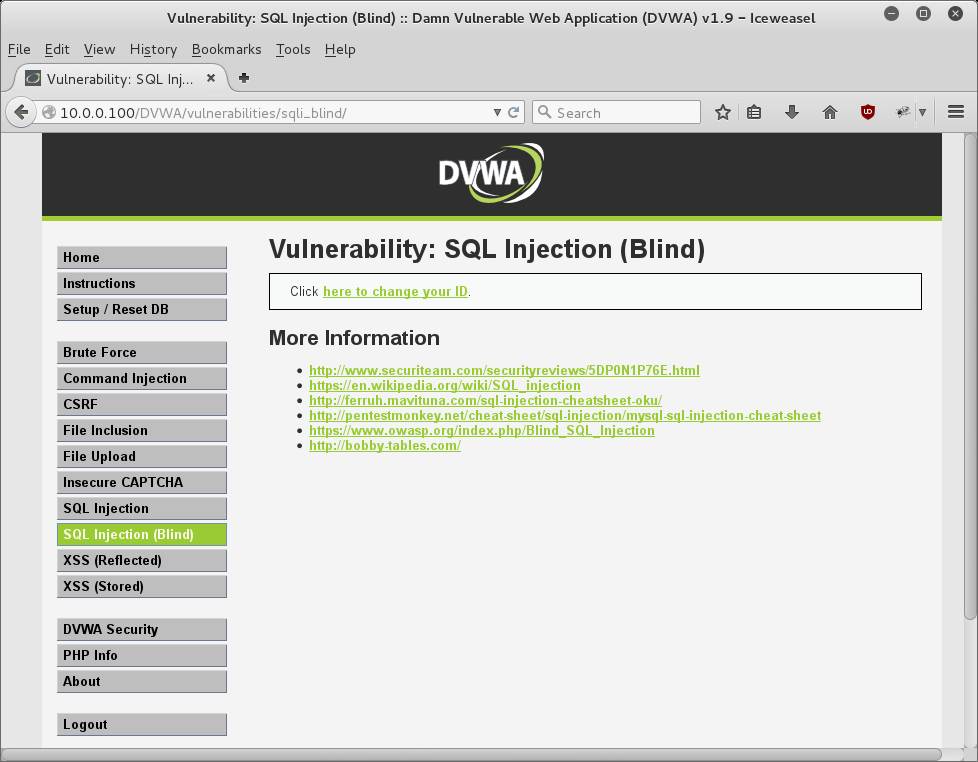 Vulnerability: SQL Injection (Blind) :: Damn Vulnerable Web Application (DVWA) v1.9 – Iceweasel
File Edit View History Bookmarks Tools Help
Vulnerability: SQL Inj...
10.0.0.100/DVWA/vulnerabilities/sqli_blind/
Search
DVWA
Home
Instructions
Setup / Reset DB
Brute Force
Command Injection
CSRF
File Inclusion
File Upload
Insecure CAPTCHA
SQL Injection
SQL Injection (Blind)
XSS (Reflected)
XSS (Stored)
DVWA Security
PHP Info
About
Logout
Vulnerability: SQL Injection (Blind)
Click here to change your ID.
More Information
http://www.securiteam.com/securityreviews/5DP0N1P76E.html
https://en.wikipedia.org/wiki/SQL_injection
http://ferruh.mavituna.com/sql-injection-cheatsheet-oku/
http://pentestmonkey.net/cheat-sheet/sql-injection/mysql-sql-injection-cheat-sheet
https://www.owasp.org/index.php/Blind_SQL_Injection
http://bobby-tables.com/